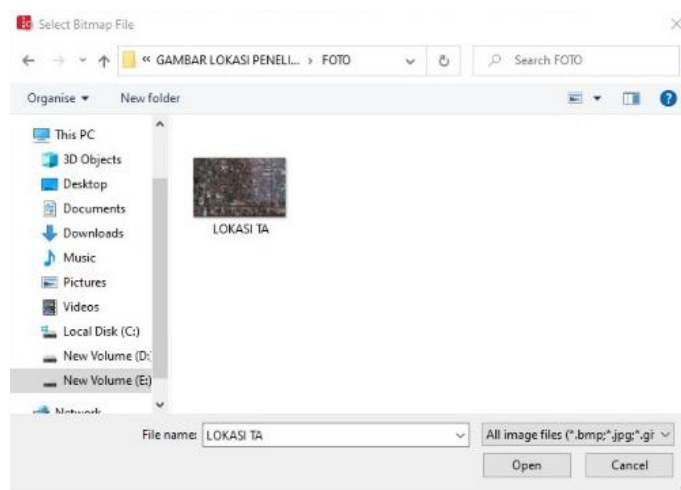 Select Bitmap File
« GAMBAR LOKASI PENELI... › FOTO
Search FOTO
Organise
New folder
This PC
3D Objects
Desktop
Documents
Downloads
Music
Pictures
Videos
Local Disk (C:)
New Volume (D:
New Volume (E:)
Network
LOKASI TA
File name: LOKASI TA
All image files (*.bmp;*.jpg;*.gi
Open
Cancel